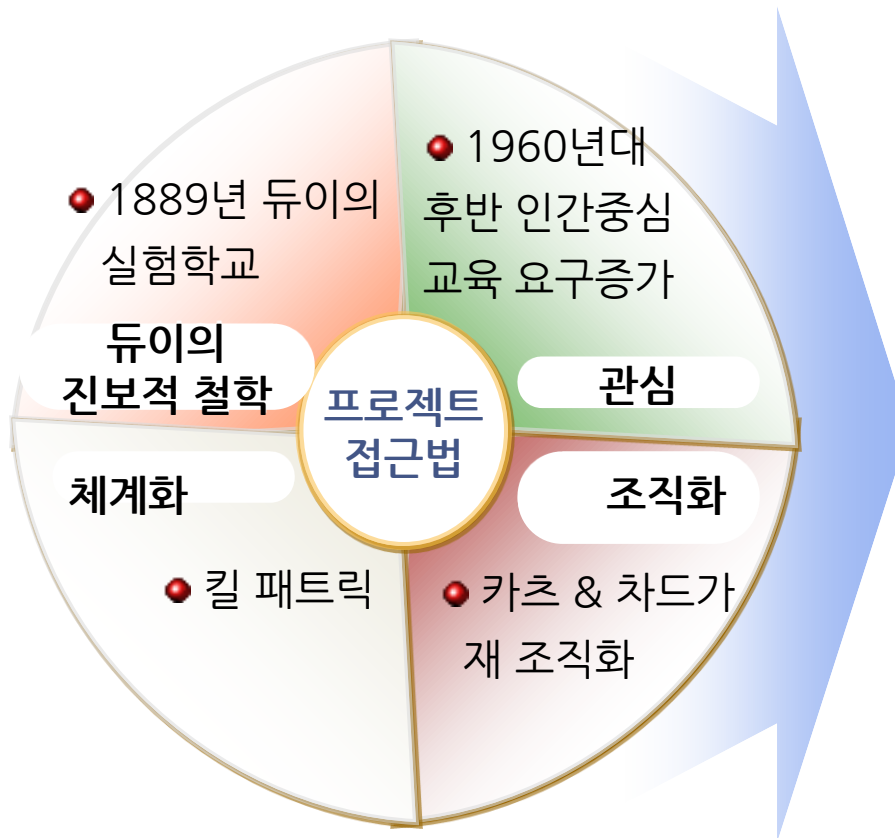 1889년 듀이의
실험학교
듀이의
진보적 철학
1960년대
후반 인간중심
교육 요구증가
관심
프로젝트
접근법
체계화
킬 패트릭
조직화
카츠 & 차드가
재 조직화